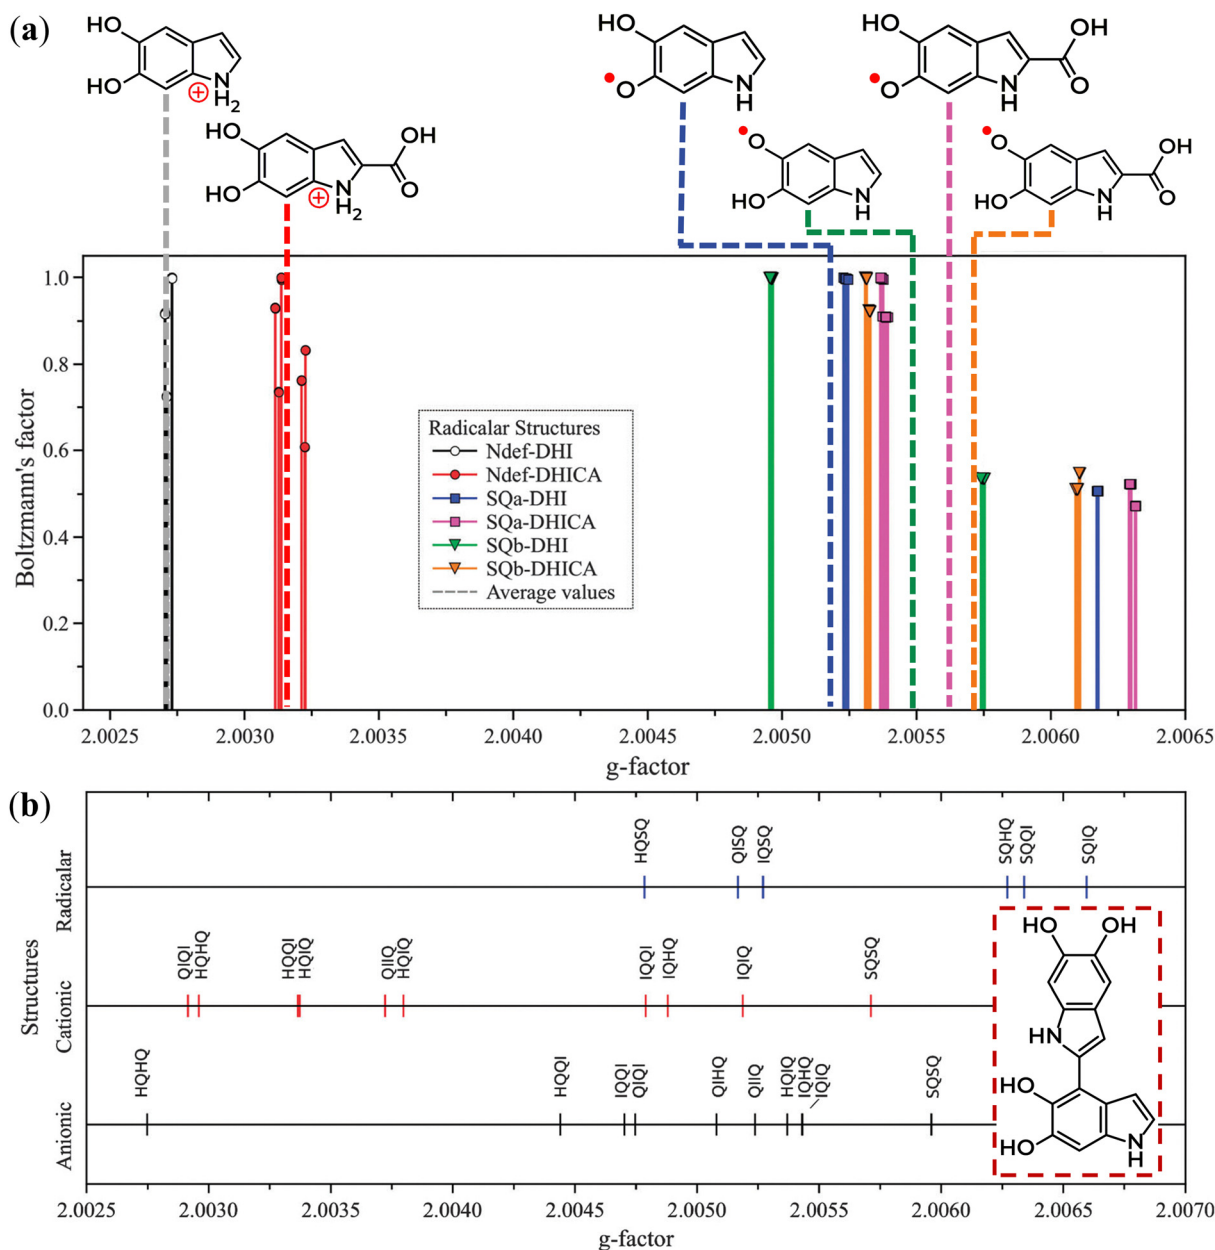 (a)
HO
HO
N
H2
HO
HO
N
H2
OH
O
HO
O
N
H
O
HO
N
H
HO
O
N
H
OH
O
O
HO
N
H
OH
O
Boltzmann's factor
1.0
0.8
0.6
0.4
0.2
0.0
Radicalar Structures
Ndef-DHI
Ndef-DHICA
SQa-DHI
SQa-DHICA
SQb-DHI
SQb-DHICA
Average values
2.0025 2.0030 2.0035 2.0040 2.0045 2.0050 2.0055 2.0060 2.0065
g-factor
(b)
Structures
Radicalar
HQSQ QISQ IQSQ SQHQ SQQI SQIQ
Cationic
QIQI HQHQ HQQI HQIQ QIIQ HQIQ IQQI IQHQ IQIQ SQSQ
Anionic
HQHQ HQQI IQQI QIQI QIHQ QIIQ HQIQ IQHQ IQIQ SQSQ
HO OH
HN
HO
HO
N
H
2.0025 2.0030 2.0035 2.0040 2.0045 2.0050 2.0055 2.0060 2.0065 2.0070
g-factor